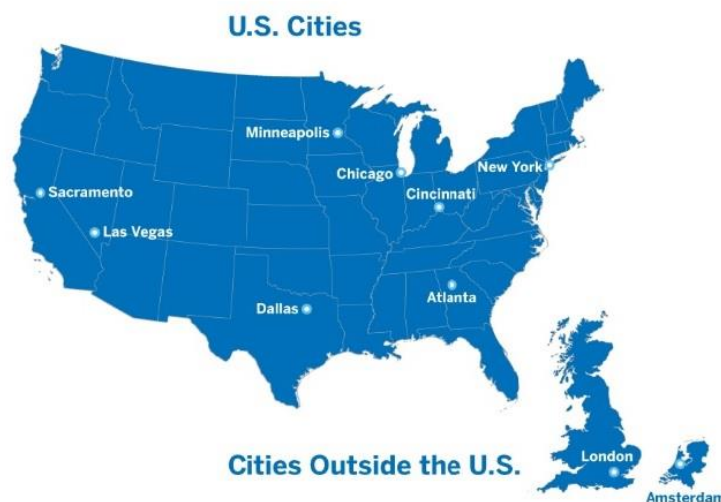 U.S. Cities
Minneapolis
Chicago
New York
Cincinnati
Sacramento
Las Vegas
Atlanta
Dallas
London
Cities Outside the U.S.
Amsterdam